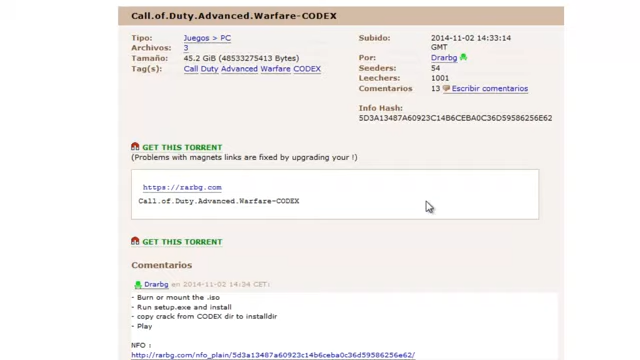 Call.of.Duty.Advanced.Warfare-CODEX
Tipo: Juegos > PC
Archivos: 3
Tamaño: 45.2 GiB (48533275413 Bytes)
Tag(s): Call Duty Advanced Warfare CODEX
Subido: 2014-11-02 14:33:14 GMT
Por: Drarbg
Seeders: 54
Leechers: 1001
Comentarios 13 Escribir comentarios
Info Hash:
5D3A13487A60923C14B6CEBA0C36D59586256E62
GET THIS TORRENT
(Problems with magnets links are fixed by upgrading your !)
https://rarbg.com
Call.of.Duty.Advanced.Warfare-CODEX
GET THIS TORRENT
Comentarios
Drarbg en 2014-11-02 14:34 CET:
- Burn or mount the .iso
- Run setup.exe and install
- copy crack from CODEX dir to installdir
- Play
NFO :
http://rarbg.com/nfo_plain/5d3a13487a60923c14b6ceba0c36d59586256e62/